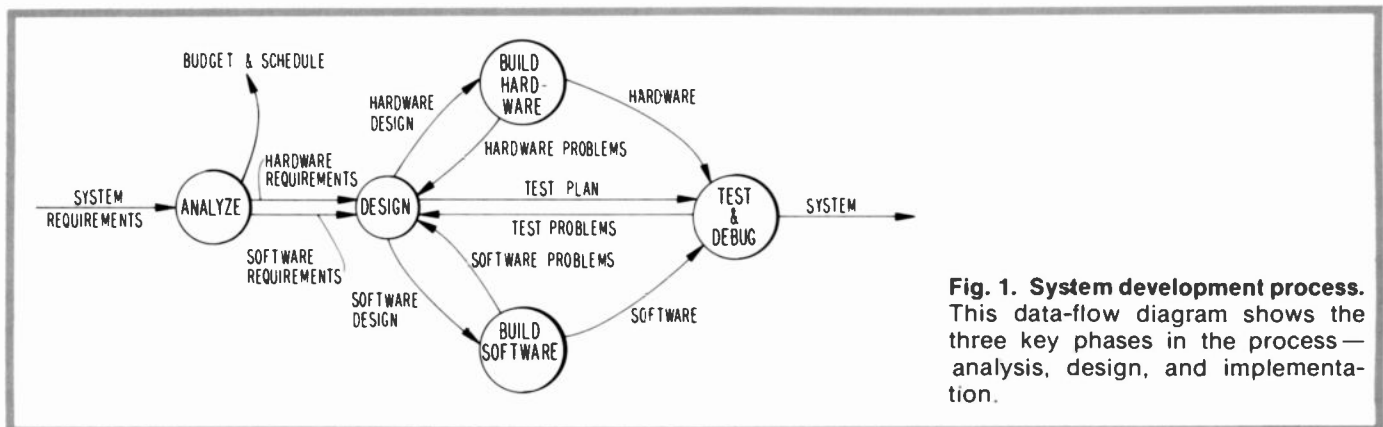 BUDGET & SCHEDULE
SYSTEM
REQUIREMENTS
ANALYZE
HARDWARE
REQUIREMENTS
SOFTWARE
REQUIREMENTS
DESIGN
HARDWARE
DESIGN
BUILD
HARD-
WARE
HARDWARE
HARDWARE PROBLEMS
TEST PLAN
TEST PROBLEMS
SOFTWARE PROBLEMS
SOFTWARE
DESIGN
BUILD
SOFTWARE
SOFTWARE
TEST
&
DEBUG
SYSTEM
Fig. 1. System development process.
This data-flow diagram shows the
three key phases in the process —
analysis, design, and implementa-
tion.